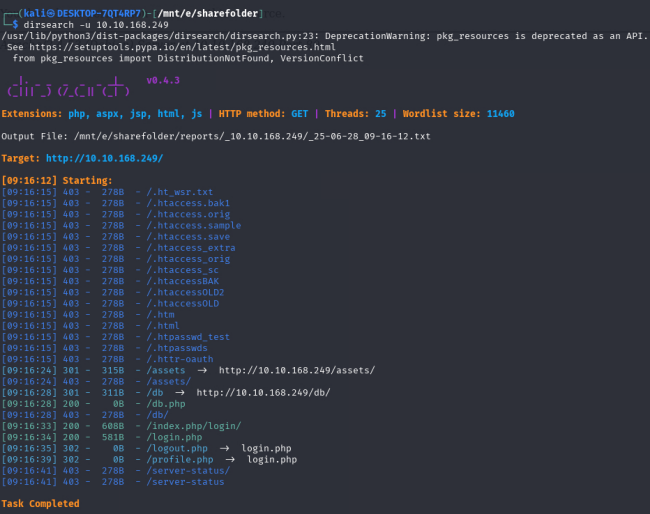 ┌──(kali㉿DESKTOP-7QT4RP7)-[/mnt/e/sharefolder]
└─$ dirsearch -u 10.10.168.249
/usr/lib/python3/dist-packages/dirsearch/dirsearch.py:23: DeprecationWarning: pkg_resources is deprecated as an API. See https://setuptools.pypa.io/en/latest/pkg_resources.html
from pkg_resources import DistributionNotFound, VersionConflict
v0.4.3
Extensions: php, aspx, jsp, html, js | HTTP method: GET | Threads: 25 | Wordlist size: 11460
Output File: /mnt/e/sharefolder/reports/_10.10.168.249/_25-06-28_09-16-12.txt
Target: http://10.10.168.249/
[09:16:12] Starting:
[09:16:15] 403 - 278B - /.ht_wsr.txt
[09:16:15] 403 - 278B - /.htaccess.bak1
[09:16:15] 403 - 278B - /.htaccess.orig
[09:16:15] 403 - 278B - /.htaccess.sample
[09:16:15] 403 - 278B - /.htaccess.save
[09:16:15] 403 - 278B - /.htaccess_extra
[09:16:15] 403 - 278B - /.htaccess_orig
[09:16:15] 403 - 278B - /.htaccess_sc
[09:16:15] 403 - 278B - /.htaccessBAK
[09:16:15] 403 - 278B - /.htaccessOLD2
[09:16:15] 403 - 278B - /.htaccessOLD
[09:16:15] 403 - 278B - /.htm
[09:16:15] 403 - 278B - /.html
[09:16:15] 403 - 278B - /.htpasswd_test
[09:16:15] 403 - 278B - /.htpasswds
[09:16:15] 403 - 278B - /.httr-oauth
[09:16:24] 301 - 315B - /assets → http://10.10.168.249/assets/
[09:16:24] 403 - 278B - /assets/
[09:16:28] 301 - 311B - /db → http://10.10.168.249/db/
[09:16:28] 200 - 0B - /db.php
[09:16:28] 403 - 278B - /db/
[09:16:33] 200 - 608B - /index.php/login/
[09:16:34] 200 - 581B - /login.php
[09:16:35] 302 - 0B - /logout.php → login.php
[09:16:39] 302 - 0B - /profile.php → login.php
[09:16:41] 403 - 278B - /server-status/
[09:16:41] 403 - 278B - /server-status
Task Completed